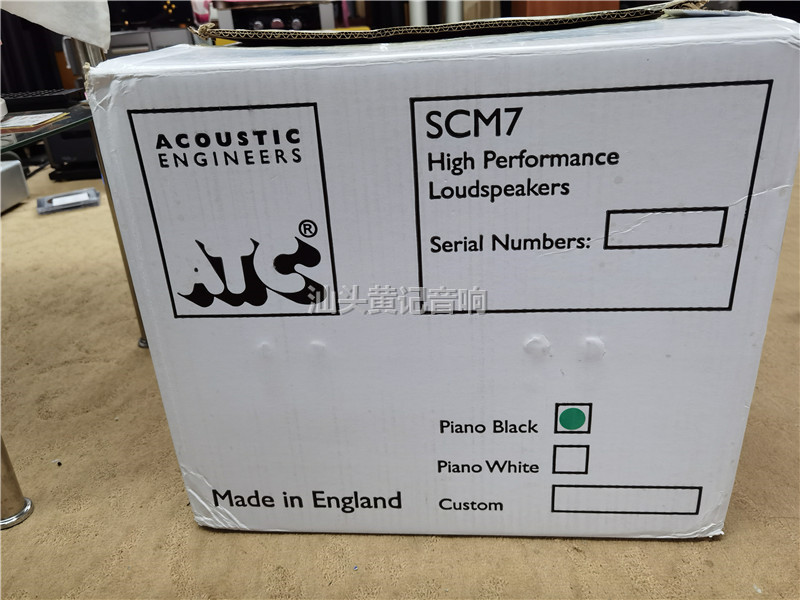 ACOUSTIC
ENGINEERS
ATC®
SCM7
High Performance
Loudspeakers
Serial Numbers:
汕头黄记音响
Piano Black
Piano White
Custom
Made in England